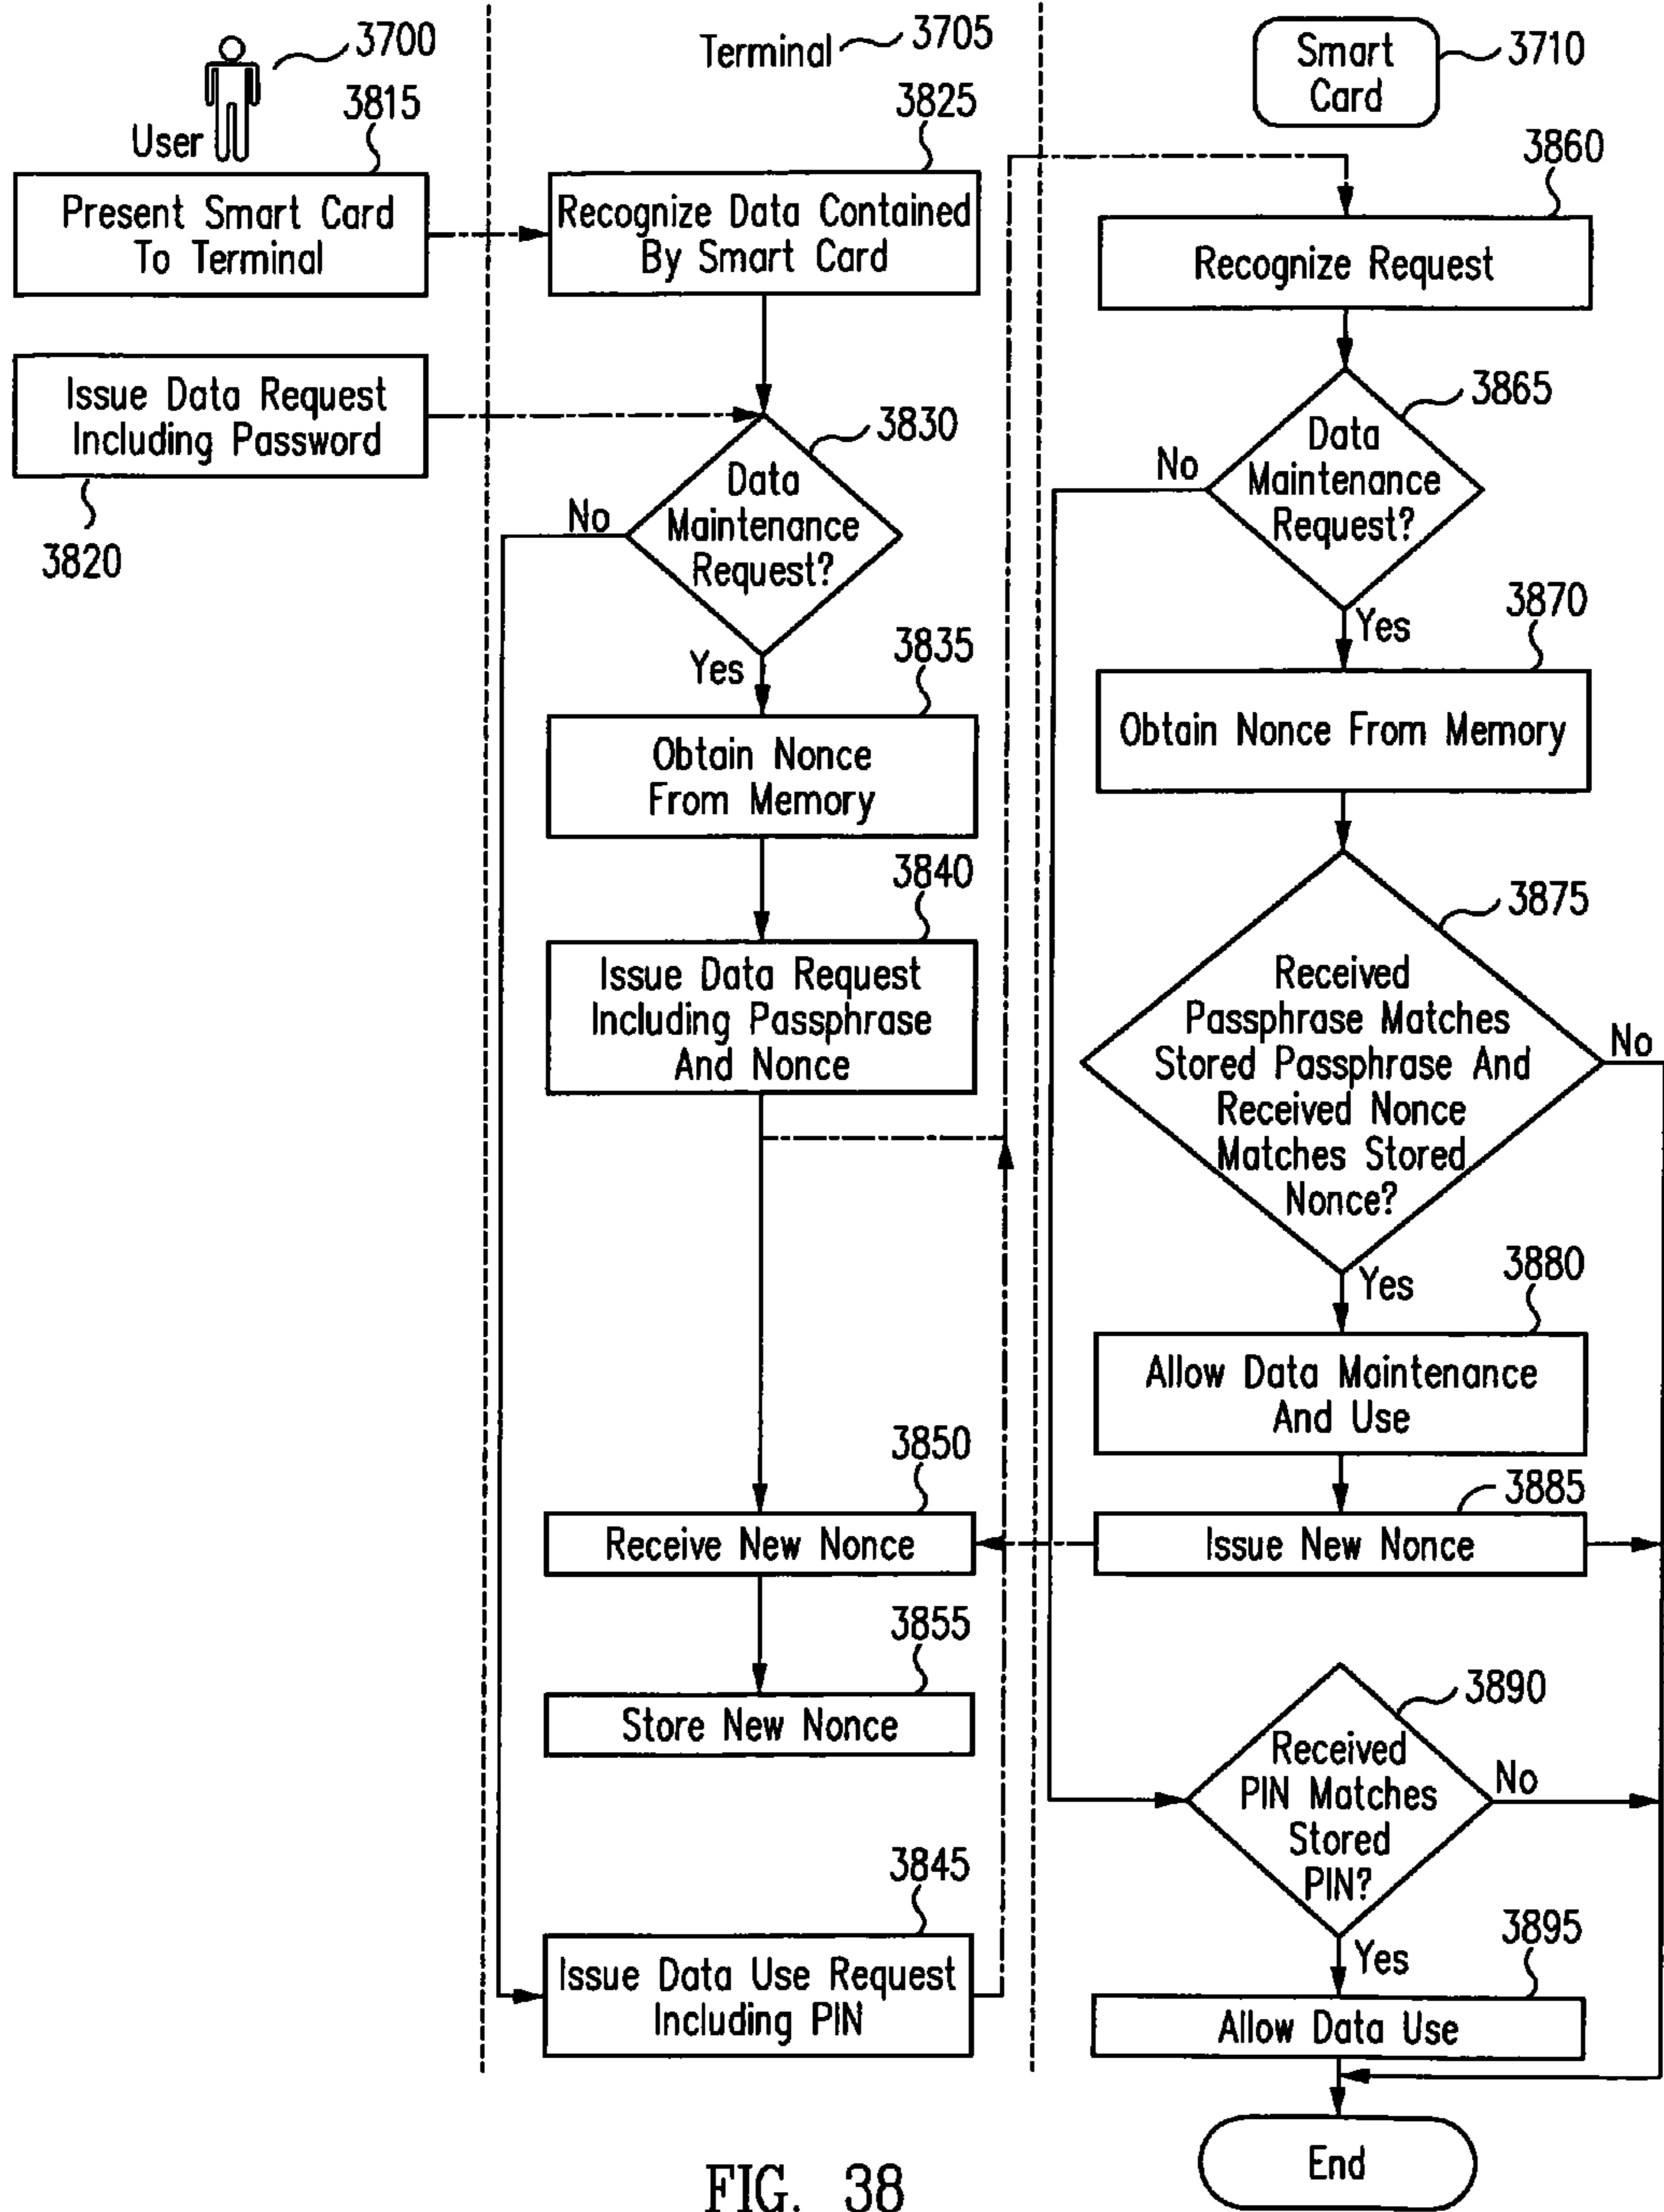 3700
User
3815
Present Smart Card
To Terminal
Issue Data Request
Including Password
3820
Terminal
3705
3825
Recognize Data Contained
By Smart Card
3830
Data
Maintenance
Request?
No
Yes
3835
Obtain Nonce
From Memory
3840
Issue Data Request
Including Passphrase
And Nonce
3850
Receive New Nonce
3855
Store New Nonce
3845
Issue Data Use Request
Including PIN
Smart
Card
3710
3860
Recognize Request
3865
Data
Maintenance
Request?
No
Yes
3870
Obtain Nonce From Memory
3875
Received
Passphrase Matches
Stored Passphrase And
Received Nonce
Matches Stored
Nonce?
No
Yes
3880
Allow Data Maintenance
And Use
3885
Issue New Nonce
3890
Received
PIN Matches
Stored
PIN?
No
Yes
3895
Allow Data Use
End
FIG. 38